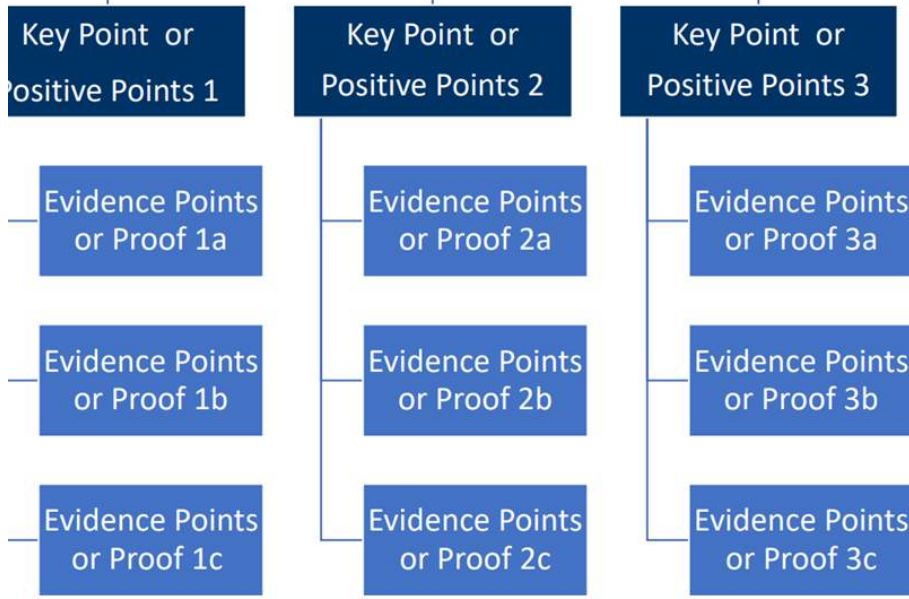 Key Point or
Positive Points 1
Evidence Points
or Proof 1a
Evidence Points
or Proof 1b
Evidence Points
or Proof 1c
Key Point or
Positive Points 2
Evidence Points
or Proof 2a
Evidence Points
or Proof 2b
Evidence Points
or Proof 2c
Key Point or
Positive Points 3
Evidence Points
or Proof 3a
Evidence Points
or Proof 3b
Evidence Points
or Proof 3c